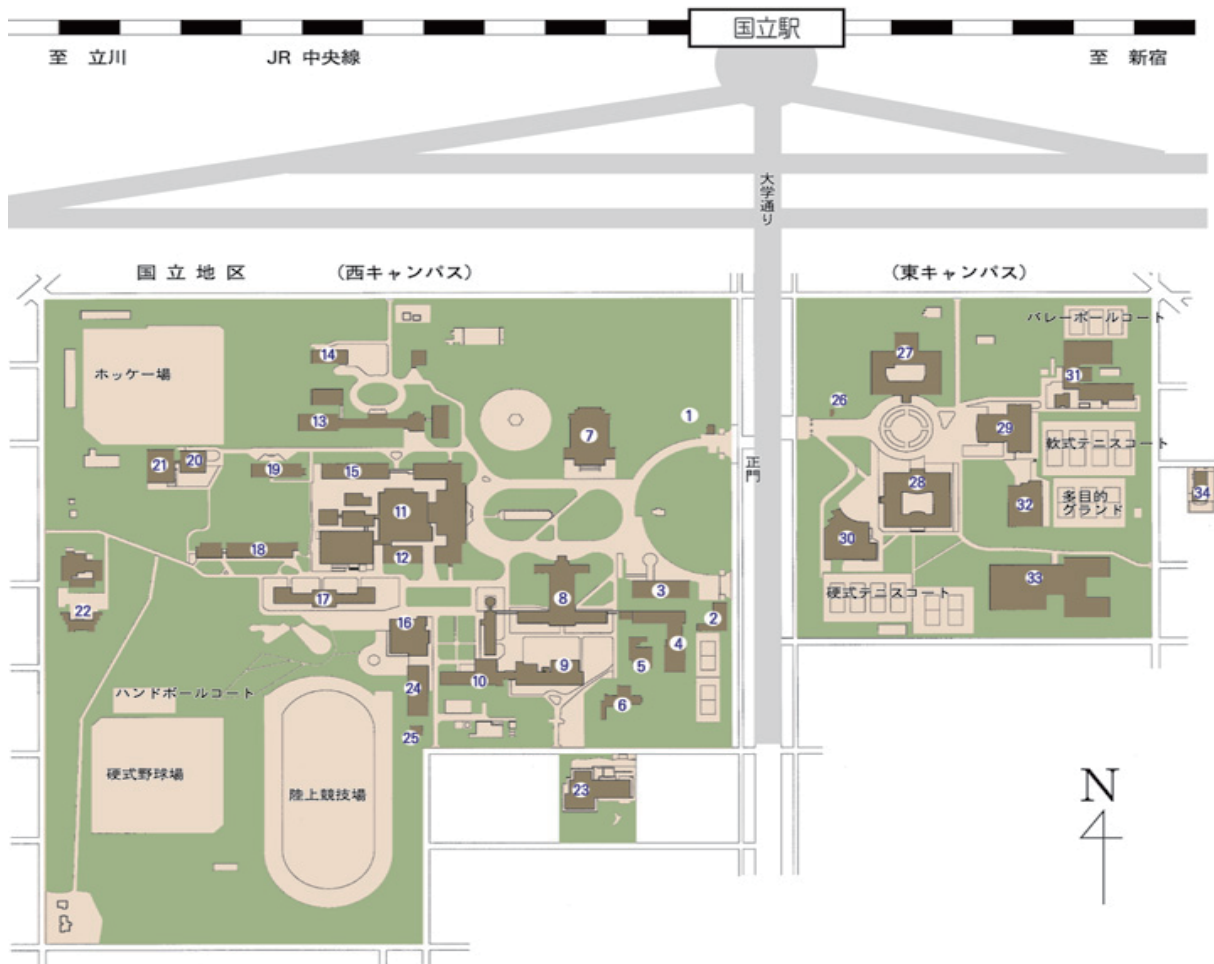 国立駅
至 立川
JR 中央線
至 新宿
大学通り
国立地区
(西キャンパス)
(東キャンパス)
バレーボールコート
14
27
ホッケー場
31
26
1
13
7
29
軟式テニスコート
21
20
19
15
正門
28
34
多目的
グランド
32
11
30
18
12
22
17
8
3
硬式テニスコート
33
16
2
4
5
9
10
ハンドボールコート
24
6
25
硬式野球場
陸上競技場
23
N